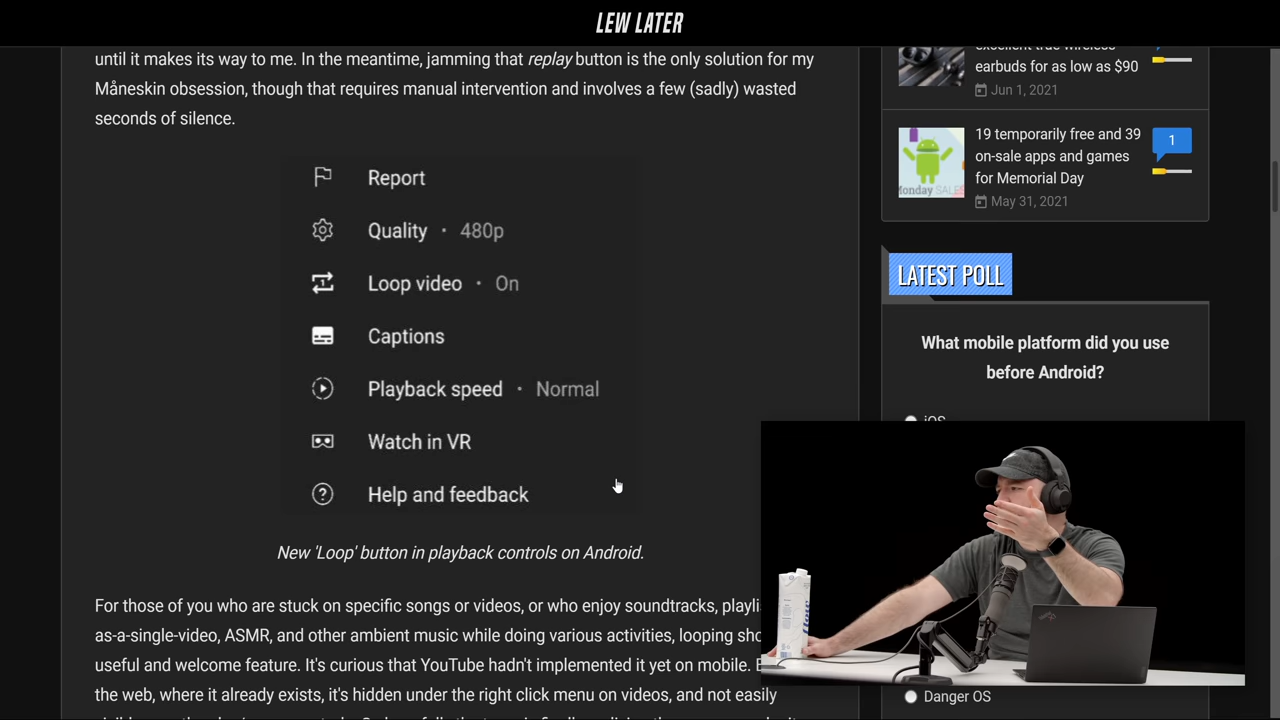 LEW LATER
until it makes its way to me. In the meantime, jamming that replay button is the only solution for my
Måneskin obsession, though that requires manual intervention and involves a few (sadly) wasted
seconds of silence.
Report
Quality · 480p
Loop video · On
Captions
Playback speed · Normal
Watch in VR
Help and feedback
New 'Loop' button in playback controls on Android.
For those of you who are stuck on specific songs or videos, or who enjoy soundtracks,
as-a-single-video, ASMR, and other ambient music while doing various activities, looping
useful and welcome feature. It's curious that YouTube hadn't implemented it yet on mobile.
the web, where it already exists, it's hidden under the right click menu on videos, and not easily
excellent true wireless
earbuds for as low as $90
Jun 1, 2021
19 temporarily free and 39
on-sale apps and games
for Memorial Day
1
May 31, 2021
LATEST POLL
What mobile platform did you use
before Android?
iOS
Danger OS